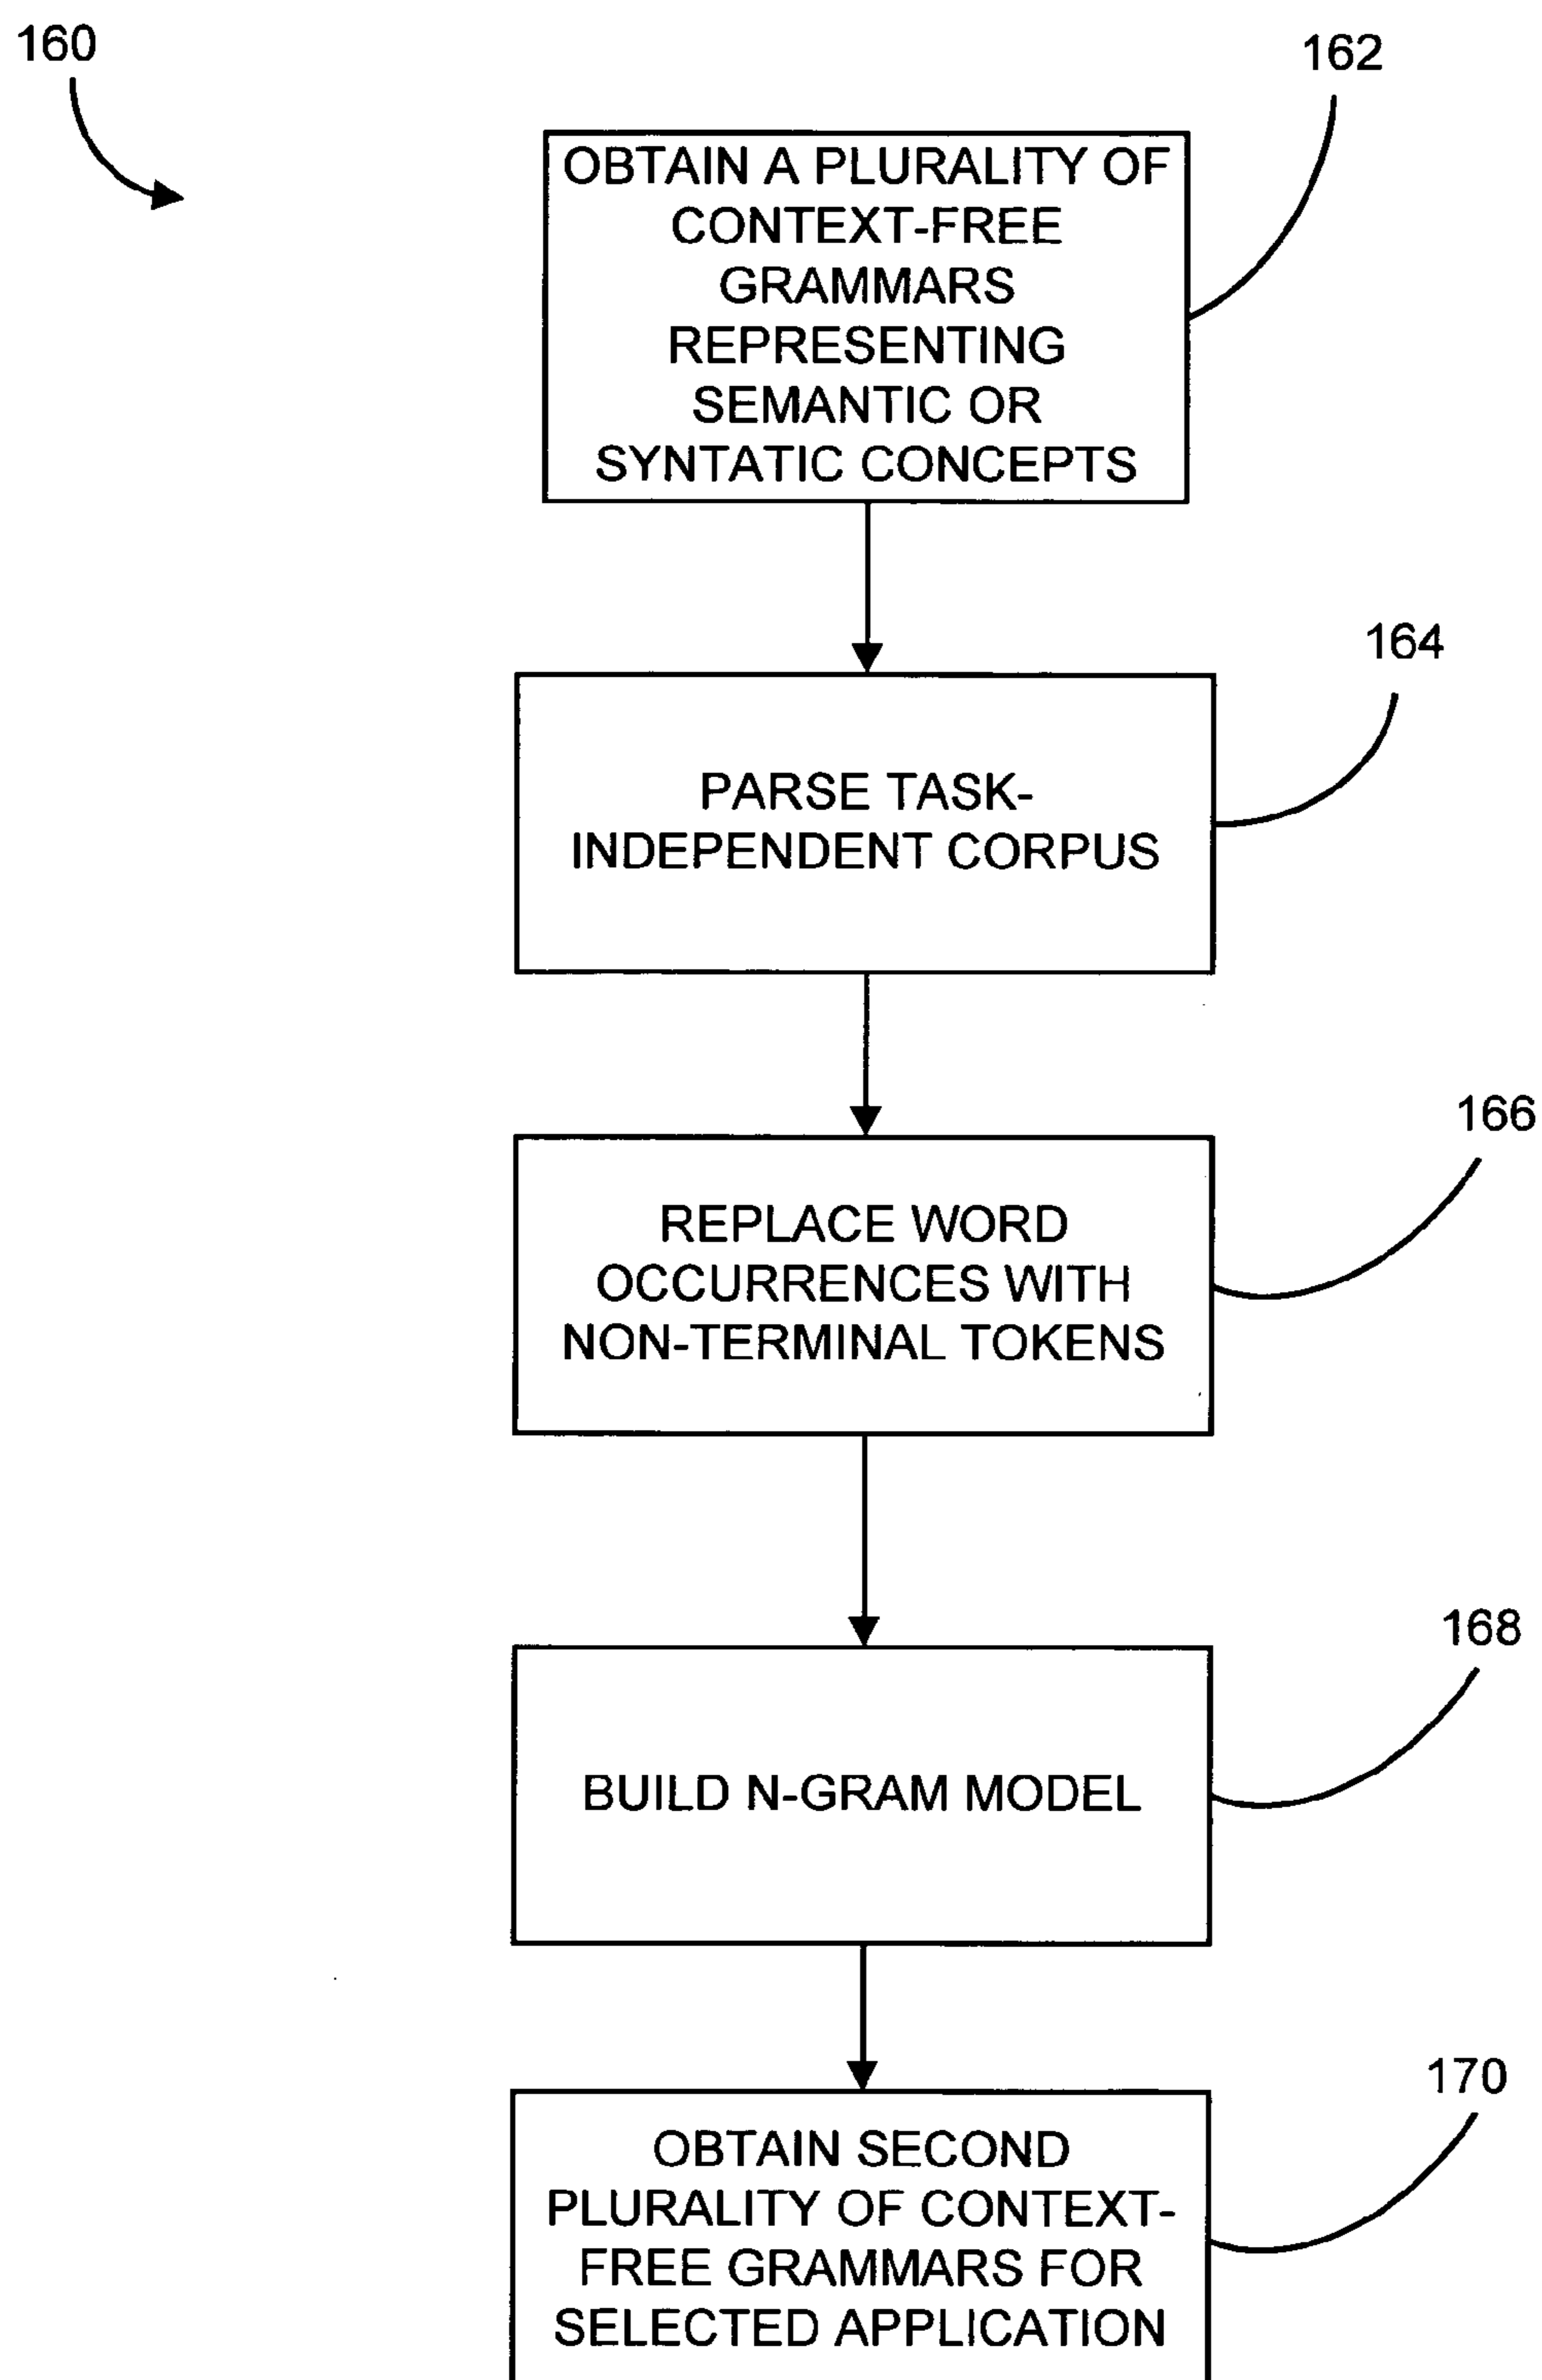 160
162
OBTAIN A PLURALITY OF
CONTEXT-FREE
GRAMMARS
REPRESENTING
SEMANTIC OR
SYNTATIC CONCEPTS
164
PARSE TASK-
INDEPENDENT CORPUS
166
REPLACE WORD
OCCURRENCES WITH
NON-TERMINAL TOKENS
168
BUILD N-GRAM MODEL
170
OBTAIN SECOND
PLURALITY OF CONTEXT-
FREE GRAMMARS FOR
SELECTED APPLICATION